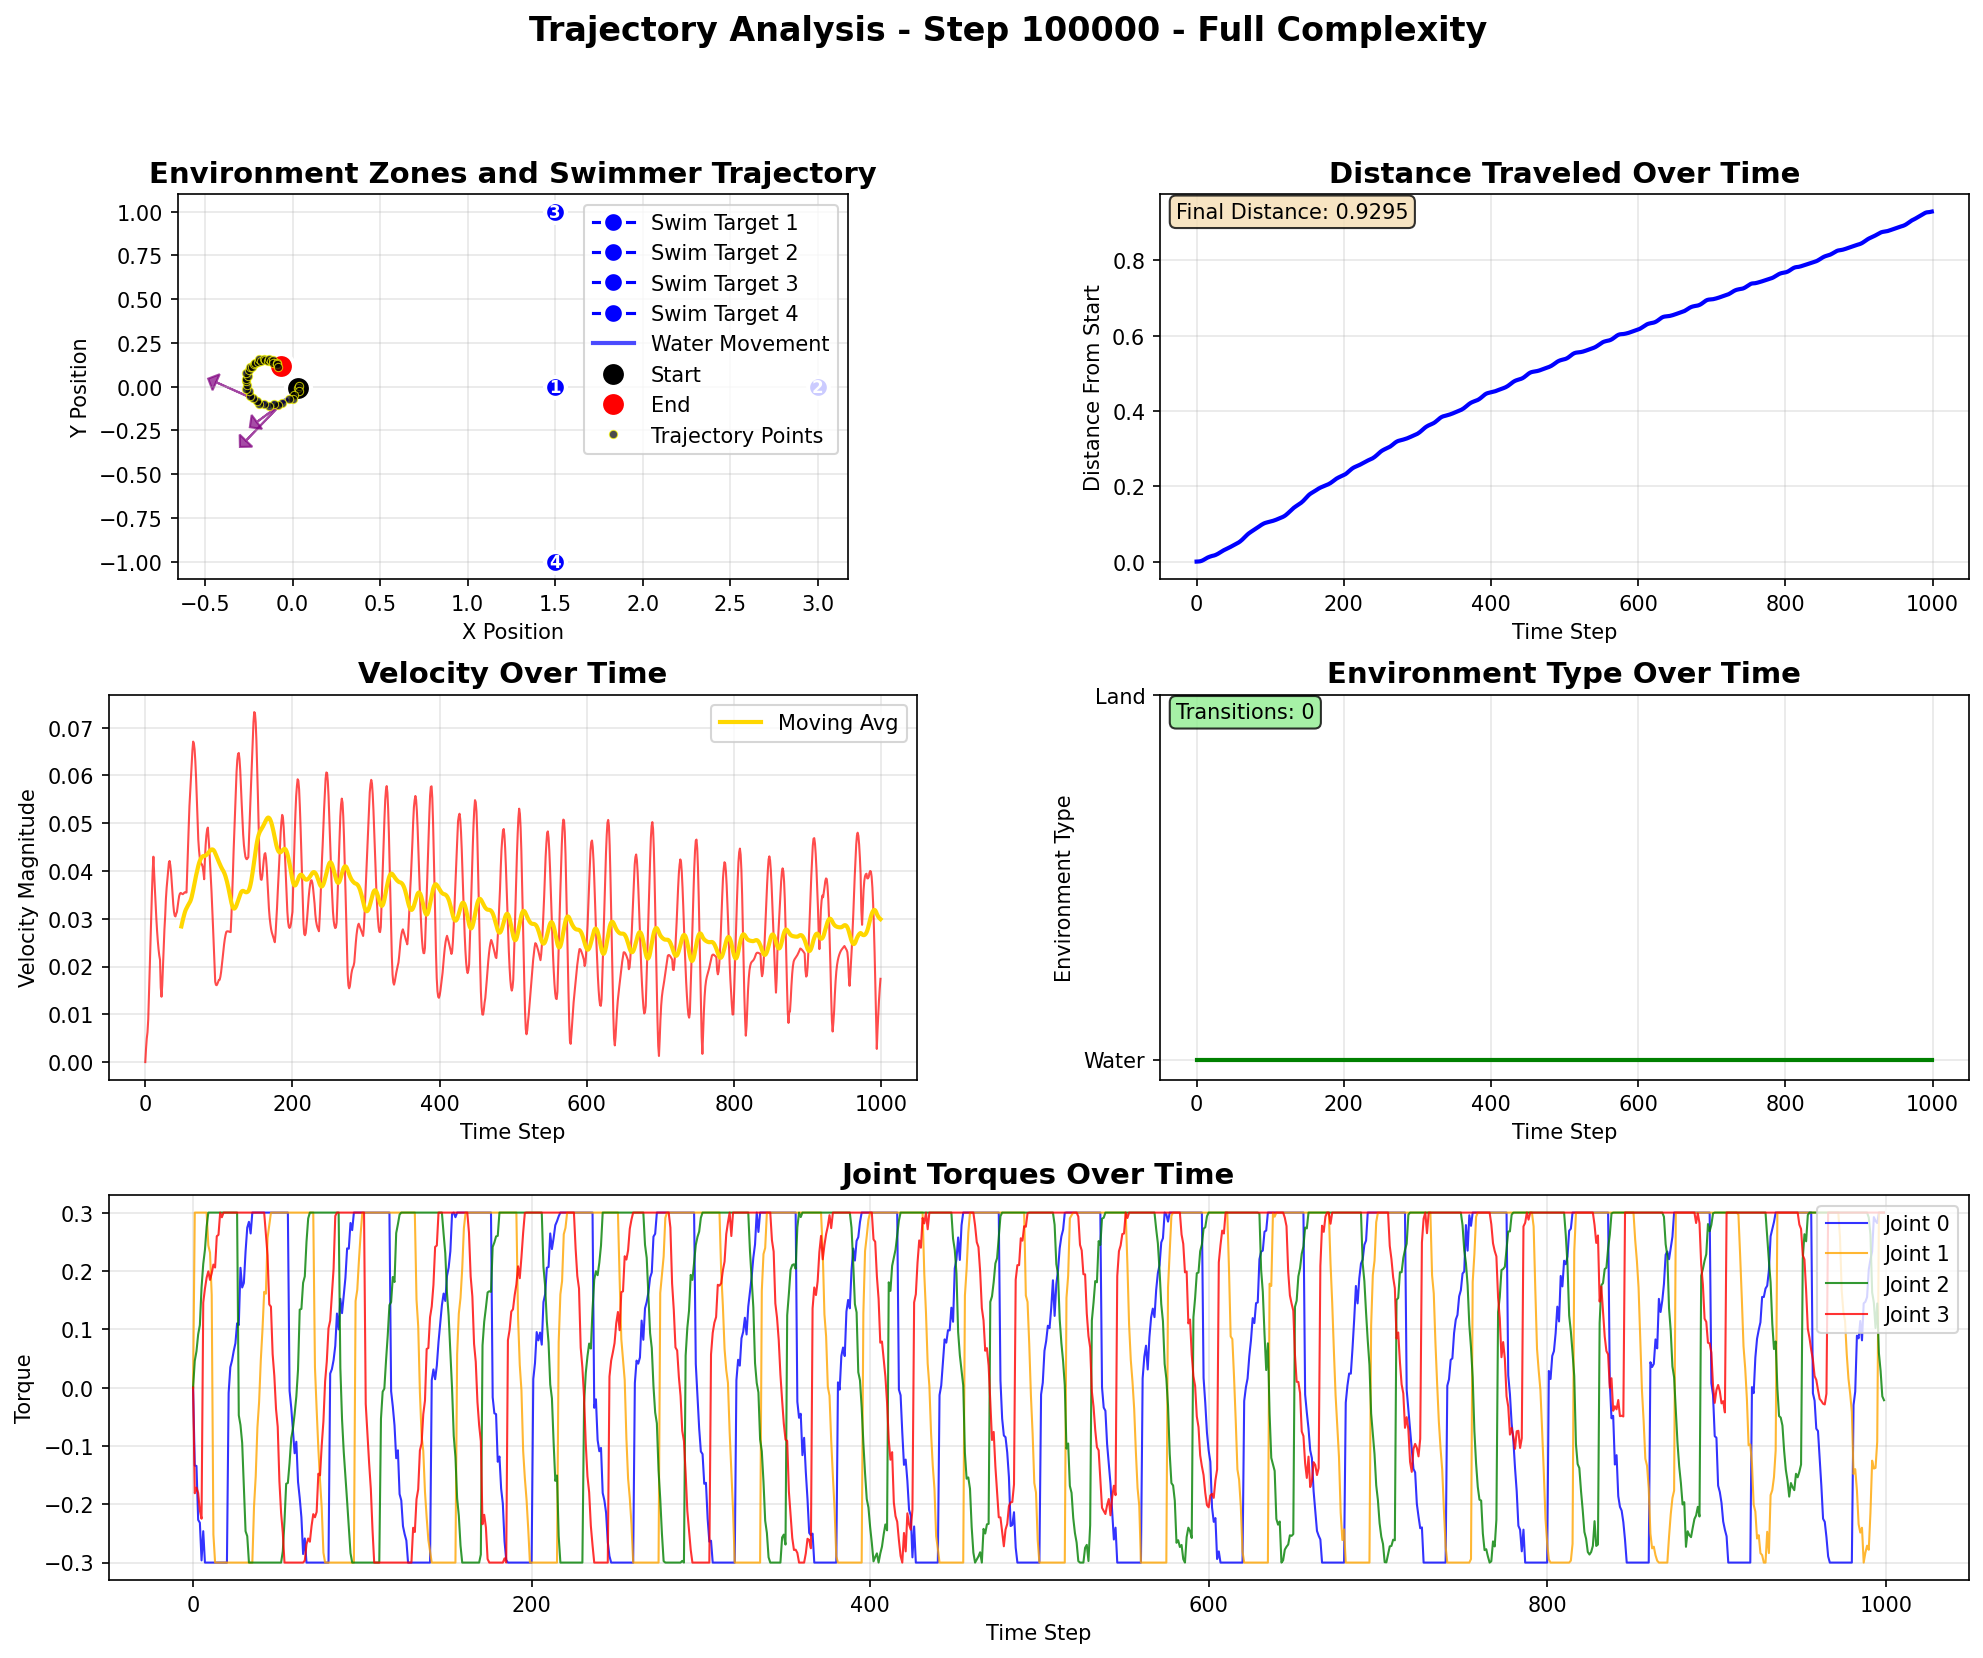 Trajectory Analysis - Step 100000 - Full Complexity
Environment Zones and Swimmer Trajectory
1.00
0.75
0.50
0.25
0.00
−0.25
−0.50
−0.75
−1.00
Y Position
3
1
2
4
Swim Target 1
Swim Target 2
Swim Target 3
Swim Target 4
Water Movement
Start
End
Trajectory Points
−0.5 0.0 0.5 1.0 1.5 2.0 2.5 3.0
X Position
Distance Traveled Over Time
Final Distance: 0.9295
0.8
0.6
0.4
0.2
0.0
Distance From Start
0 200 400 600 800 1000
Time Step
Velocity Over Time
Moving Avg
0.07
0.06
0.05
0.04
0.03
0.02
0.01
0.00
Velocity Magnitude
0 200 400 600 800 1000
Time Step
Environment Type Over Time
Land
Transitions: 0
Water
Environment Type
0 200 400 600 800 1000
Time Step
Joint Torques Over Time
0.3
0.2
0.1
0.0
−0.1
−0.2
−0.3
Torque
Joint 0
Joint 1
Joint 2
Joint 3
0 200 400 600 800 1000
Time Step